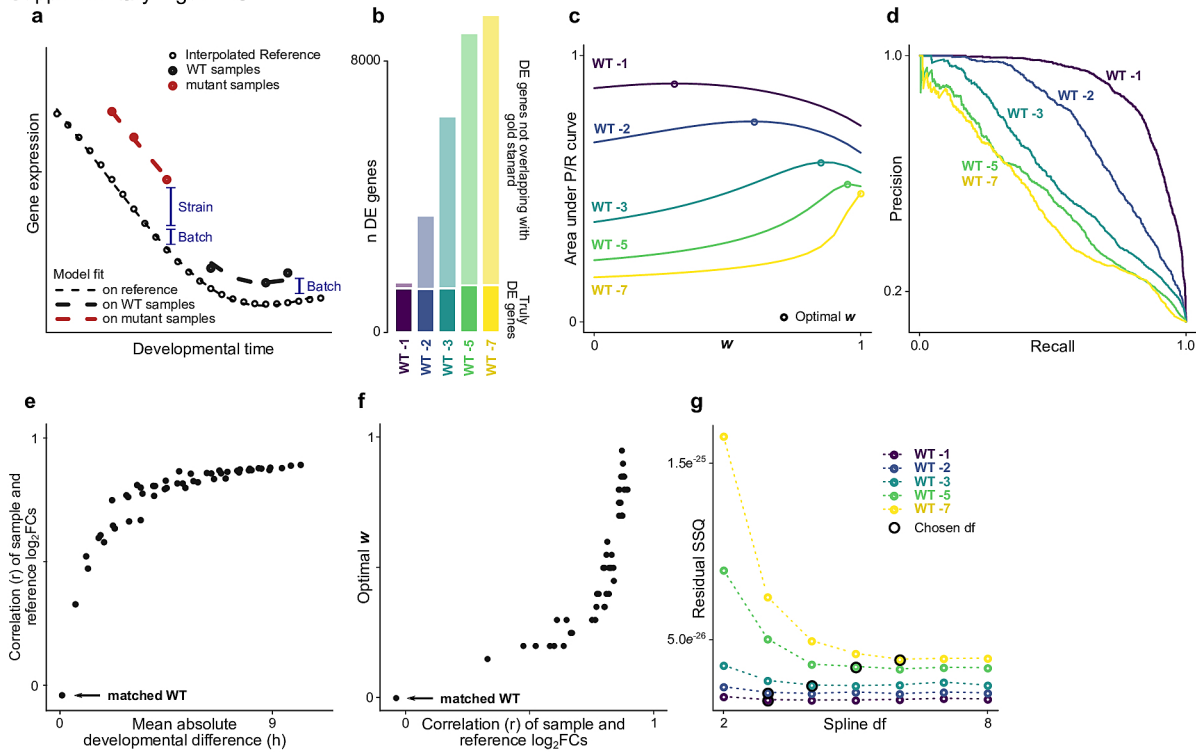 a
Gene expression
Interpolated Reference
WT samples
mutant samples
Strain
Batch
Batch
Model fit
on reference
on WT samples
on mutant samples
Developmental time
b
8000
n DE genes
0
DE genes not overlapping with
gold stanard
Truly
DE genes
WT -1
WT -2
WT -3
WT -5
WT -7
c
1
Area under P/R curve
0
WT -1
WT -2
WT -3
WT -5
WT -7
Optimal w
0
w
1
d
1.0
Precision
0.2
WT -1
WT -2
WT -3
WT -5
WT -7
0.0
Recall
1.0
e
1
Correlation (r) of sample and
reference log2FCs
0
matched WT
0
9
Mean absolute
developmental difference (h)
f
1
Optimal w
0
matched WT
0
1
Correlation (r) of sample and
reference log2FCs
g
1.5e-25
Residual SSQ
5.0e-26
WT -1
WT -2
WT -3
WT -5
WT -7
Chosen df
2
Spline df
8